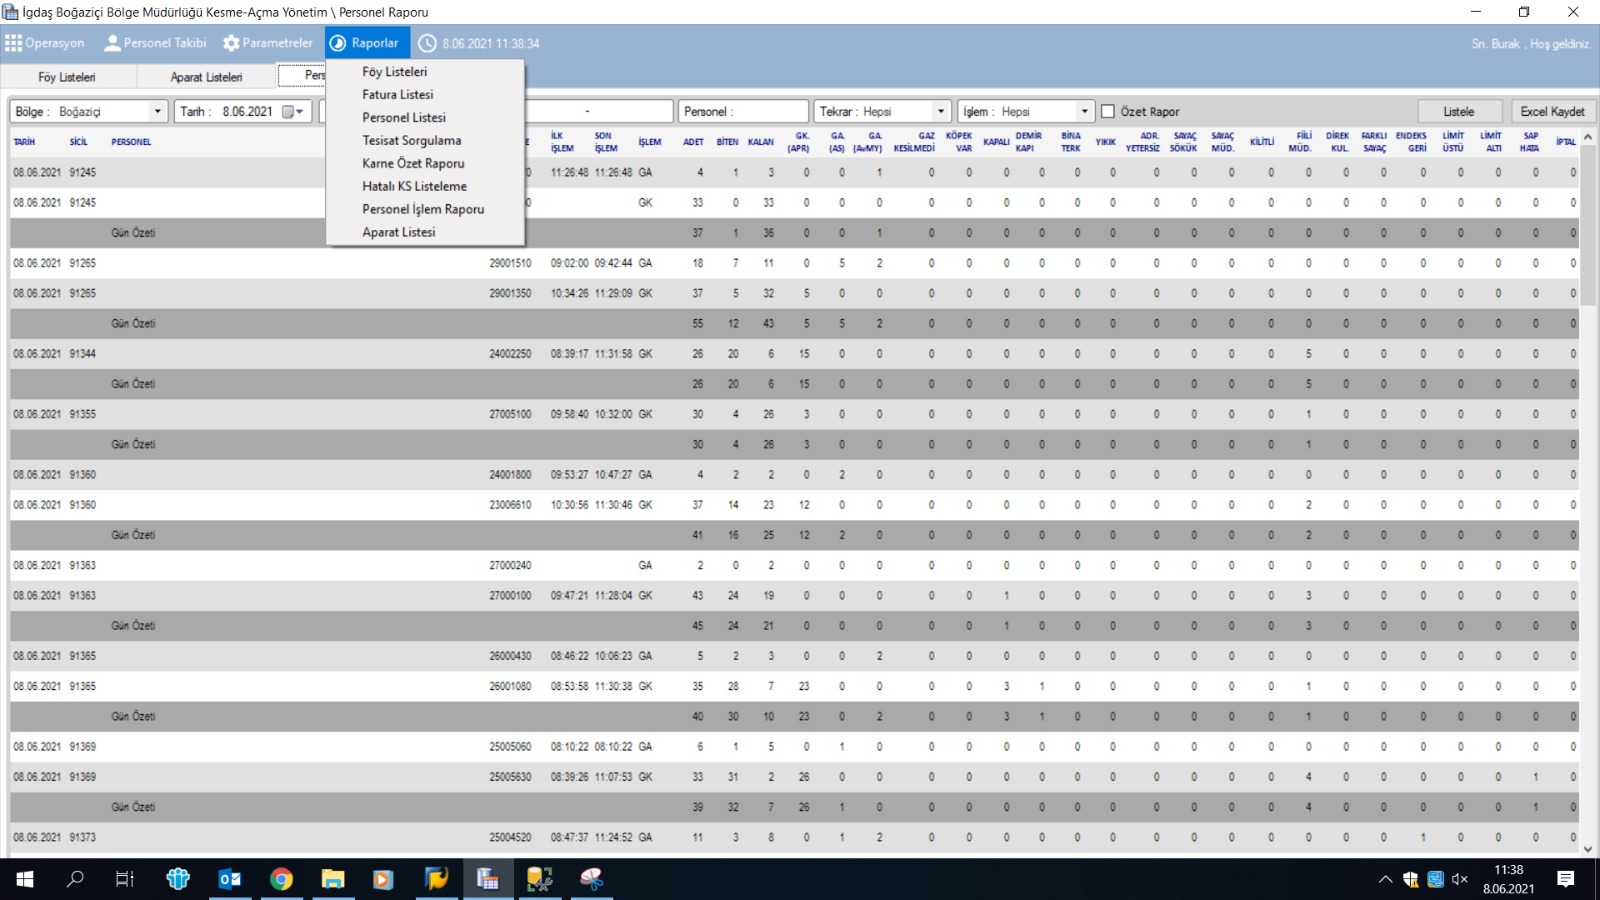 İgdaş Boğaziçi Bölge Müdürlüğü Kesme-Açma Yönetim \ Personel Raporu
Operasyon Personel Takibi Parametreler Raporlar 8.06.2021 11:38:34 Sn. Burak , Hoş geldiniz.
Föy Listeleri Aparat Listeleri Pers
Föy Listeleri
Fatura Listesi
Personel Listesi
Tesisat Sorgulama
Karne Özet Raporu
Hatalı KS Listeleme
Personel İşlem Raporu
Aparat Listesi
Bölge : Boğaziçi Tarih : 8.06.2021 - Personel : Tekrar : Hepsi İşlem : Hepsi Özet Rapor Listele Excel Kaydet
TARİH SİCİL PERSONEL E İLK İŞLEM SON İŞLEM İŞLEM ADET BİTEN KALAN GK. (APR) GA. (AS) GA. (AvMY) GAZ KESİLMEDİ KÖPEK VAR KAPALI DEMİR KAPI BİNA TERK YIKIK ADR. YETERSİZ SAYAÇ SÖKÜK SAYAÇ MÜD. KİLİTLİ FİİLİ MÜD. DİREK KUL. FARKLI SAYAÇ ENDEKS GERİ LİMİT ÜSTÜ LİMİT ALTI SAP HATA İPTAL
08.06.2021 91245 0 11:26:48 11:26:48 GA 4 1 3 0 0 1 0 0 0 0 0 0 0 0 0 0 0 0 0 0 0 0 0 0
08.06.2021 91245 0 GK 33 0 33 0 0 0 0 0 0 0 0 0 0 0 0 0 0 0 0 0 0 0 0 0
Gün Özeti 37 1 36 0 0 1 0 0 0 0 0 0 0 0 0 0 0 0 0 0 0 0 0 0
08.06.2021 91265 29001510 09:02:00 09:42:44 GA 18 7 11 0 5 2 0 0 0 0 0 0 0 0 0 0 0 0 0 0 0 0 0 0
08.06.2021 91265 29001350 10:34:26 11:29:09 GK 37 5 32 5 0 0 0 0 0 0 0 0 0 0 0 0 0 0 0 0 0 0 0 0
Gün Özeti 55 12 43 5 5 2 0 0 0 0 0 0 0 0 0 0 0 0 0 0 0 0 0 0
08.06.2021 91344 24002250 08:39:17 11:31:58 GK 26 20 6 15 0 0 0 0 0 0 0 0 0 0 0 0 5 0 0 0 0 0 0 0
Gün Özeti 26 20 6 15 0 0 0 0 0 0 0 0 0 0 0 0 5 0 0 0 0 0 0 0
08.06.2021 91355 27005100 09:58:40 10:32:00 GK 30 4 26 3 0 0 0 0 0 0 0 0 0 0 0 0 1 0 0 0 0 0 0 0
Gün Özeti 30 4 26 3 0 0 0 0 0 0 0 0 0 0 0 0 1 0 0 0 0 0 0 0
08.06.2021 91360 24001800 09:53:27 10:47:27 GA 4 2 2 0 2 0 0 0 0 0 0 0 0 0 0 0 0 0 0 0 0 0 0 0
08.06.2021 91360 23006610 10:30:56 11:30:46 GK 37 14 23 12 0 0 0 0 0 0 0 0 0 0 0 0 2 0 0 0 0 0 0 0
Gün Özeti 41 16 25 12 2 0 0 0 0 0 0 0 0 0 0 0 2 0 0 0 0 0 0 0
08.06.2021 91363 27000240 GA 2 0 2 0 0 0 0 0 0 0 0 0 0 0 0 0 0 0 0 0 0 0 0 0
08.06.2021 91363 27000100 09:47:21 11:28:04 GK 43 24 19 0 0 0 0 0 1 0 0 0 0 0 0 0 3 0 0 0 0 0 0 0
Gün Özeti 45 24 21 0 0 0 0 0 1 0 0 0 0 0 0 0 3 0 0 0 0 0 0 0
08.06.2021 91365 26000430 08:46:22 10:06:23 GA 5 2 3 0 0 2 0 0 0 0 0 0 0 0 0 0 0 0 0 0 0 0 0 0
08.06.2021 91365 26001080 08:53:58 11:30:38 GK 35 28 7 23 0 0 0 0 3 1 0 0 0 0 0 0 1 0 0 0 0 0 0 0
Gün Özeti 40 30 10 23 0 2 0 0 3 1 0 0 0 0 0 0 1 0 0 0 0 0 0 0
08.06.2021 91369 25005060 08:10:22 08:10:22 GA 6 1 5 0 1 0 0 0 0 0 0 0 0 0 0 0 0 0 0 0 0 0 0 0
08.06.2021 91369 25005630 08:39:26 11:07:53 GK 33 31 2 26 0 0 0 0 0 0 0 0 0 0 0 0 4 0 0 0 0 0 1 0
Gün Özeti 39 32 7 26 1 0 0 0 0 0 0 0 0 0 0 0 4 0 0 0 0 0 1 0
08.06.2021 91373 25004520 08:47:37 11:24:52 GA 11 3 8 0 1 2 0 0 0 0 0 0 0 0 0 0 0 0 0 1 0 0 0 0
11:38
8.06.2021